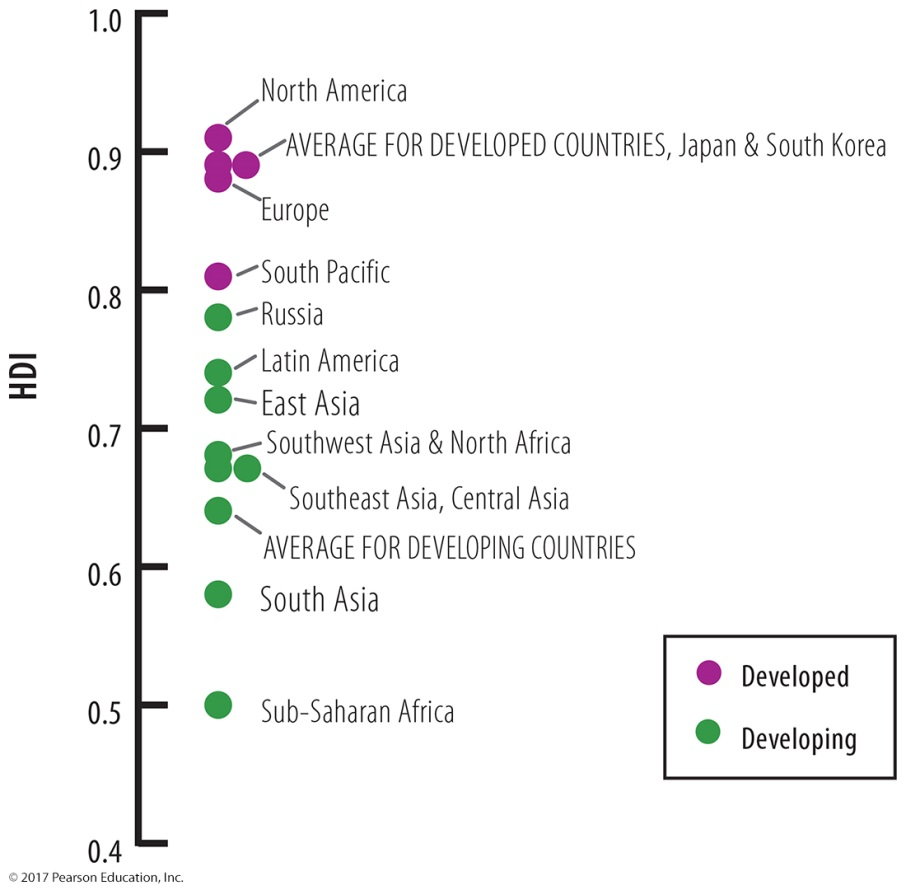 1.0
North America
0.9
AVERAGE FOR DEVELOPED COUNTRIES, Japan & South Korea
Europe
South Pacific
0.8
Russia
HDI
Latin America
East Asia
0.7
Southwest Asia & North Africa
Southeast Asia, Central Asia
AVERAGE FOR DEVELOPING COUNTRIES
0.6
South Asia
Developed
0.5
Sub-Saharan Africa
Developing
0.4
© 2017 Pearson Education, Inc.